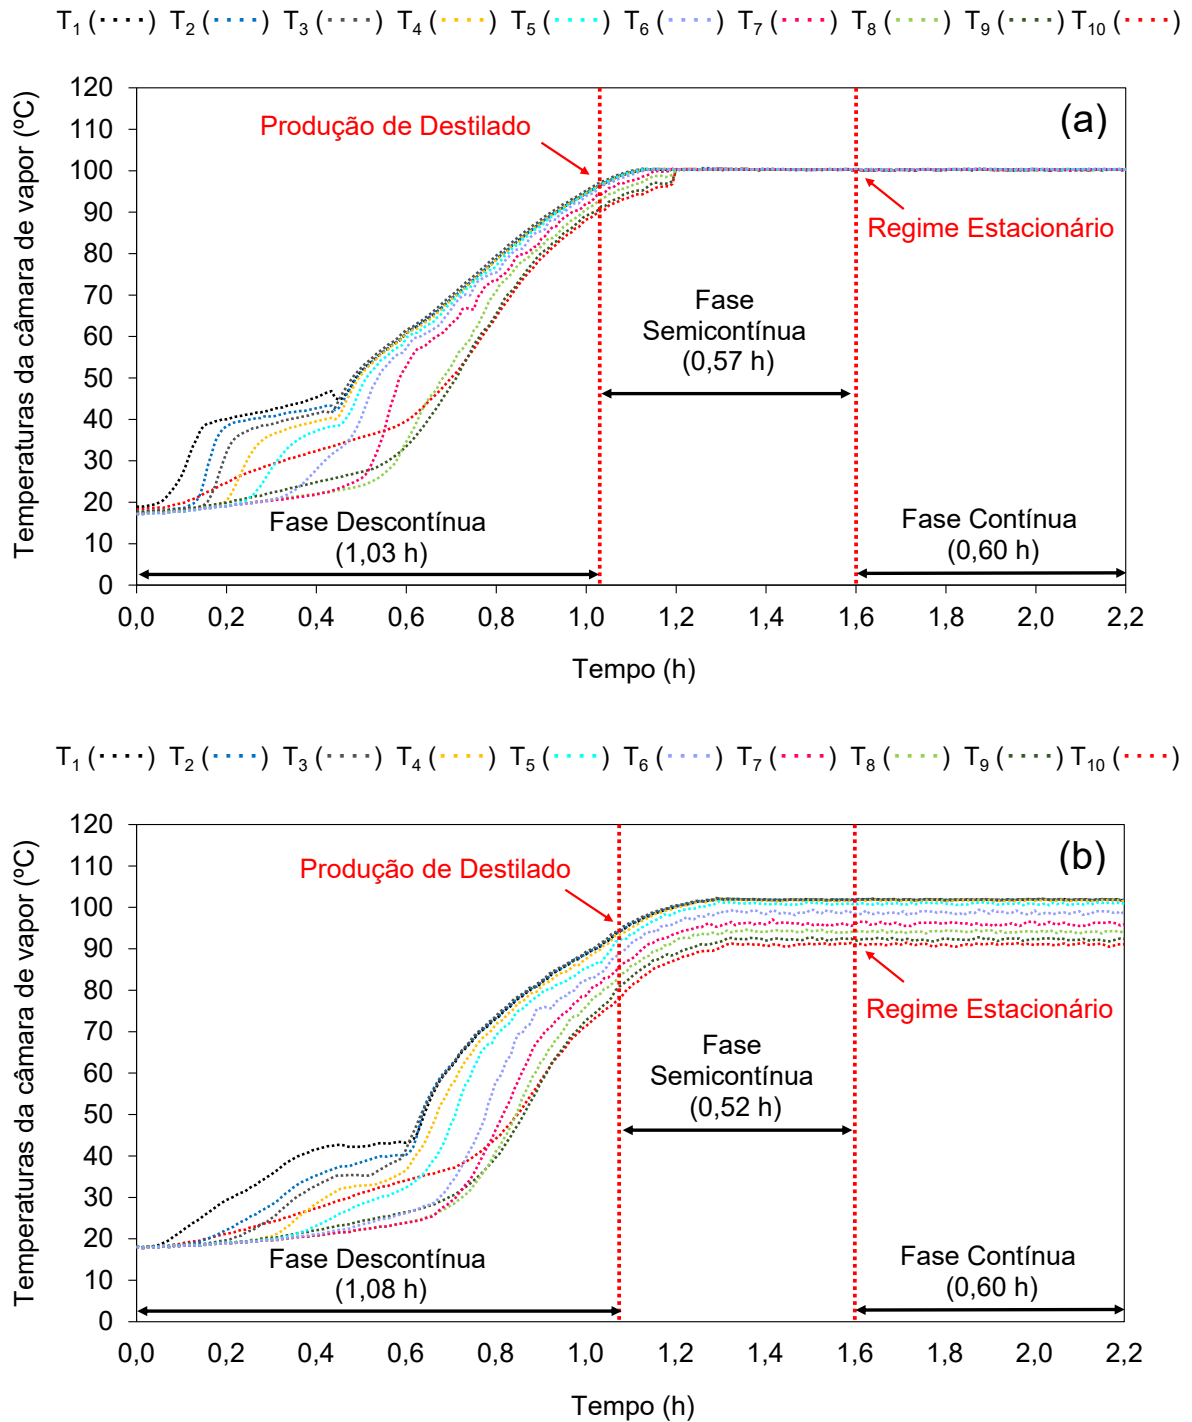 T1 (····) T2 (····) T3 (····) T4 (····) T5 (····) T6 (····) T7 (····) T8 (····) T9 (····) T10 (····)
(a)
Temperaturas da câmara de vapor (ºC)
120
110
100
90
80
70
60
50
40
30
20
10
0
Produção de Destilado
Regime Estacionário
Fase
Semicontínua
(0,57 h)
Fase Descontínua
(1,03 h)
Fase Contínua
(0,60 h)
0,0 0,2 0,4 0,6 0,8 1,0 1,2 1,4 1,6 1,8 2,0 2,2
Tempo (h)
T1 (····) T2 (····) T3 (····) T4 (····) T5 (····) T6 (····) T7 (····) T8 (····) T9 (····) T10 (····)
(b)
Temperaturas da câmara de vapor (ºC)
120
110
100
90
80
70
60
50
40
30
20
10
0
Produção de Destilado
Regime Estacionário
Fase
Semicontínua
(0,52 h)
Fase Descontínua
(1,08 h)
Fase Contínua
(0,60 h)
0,0 0,2 0,4 0,6 0,8 1,0 1,2 1,4 1,6 1,8 2,0 2,2
Tempo (h)